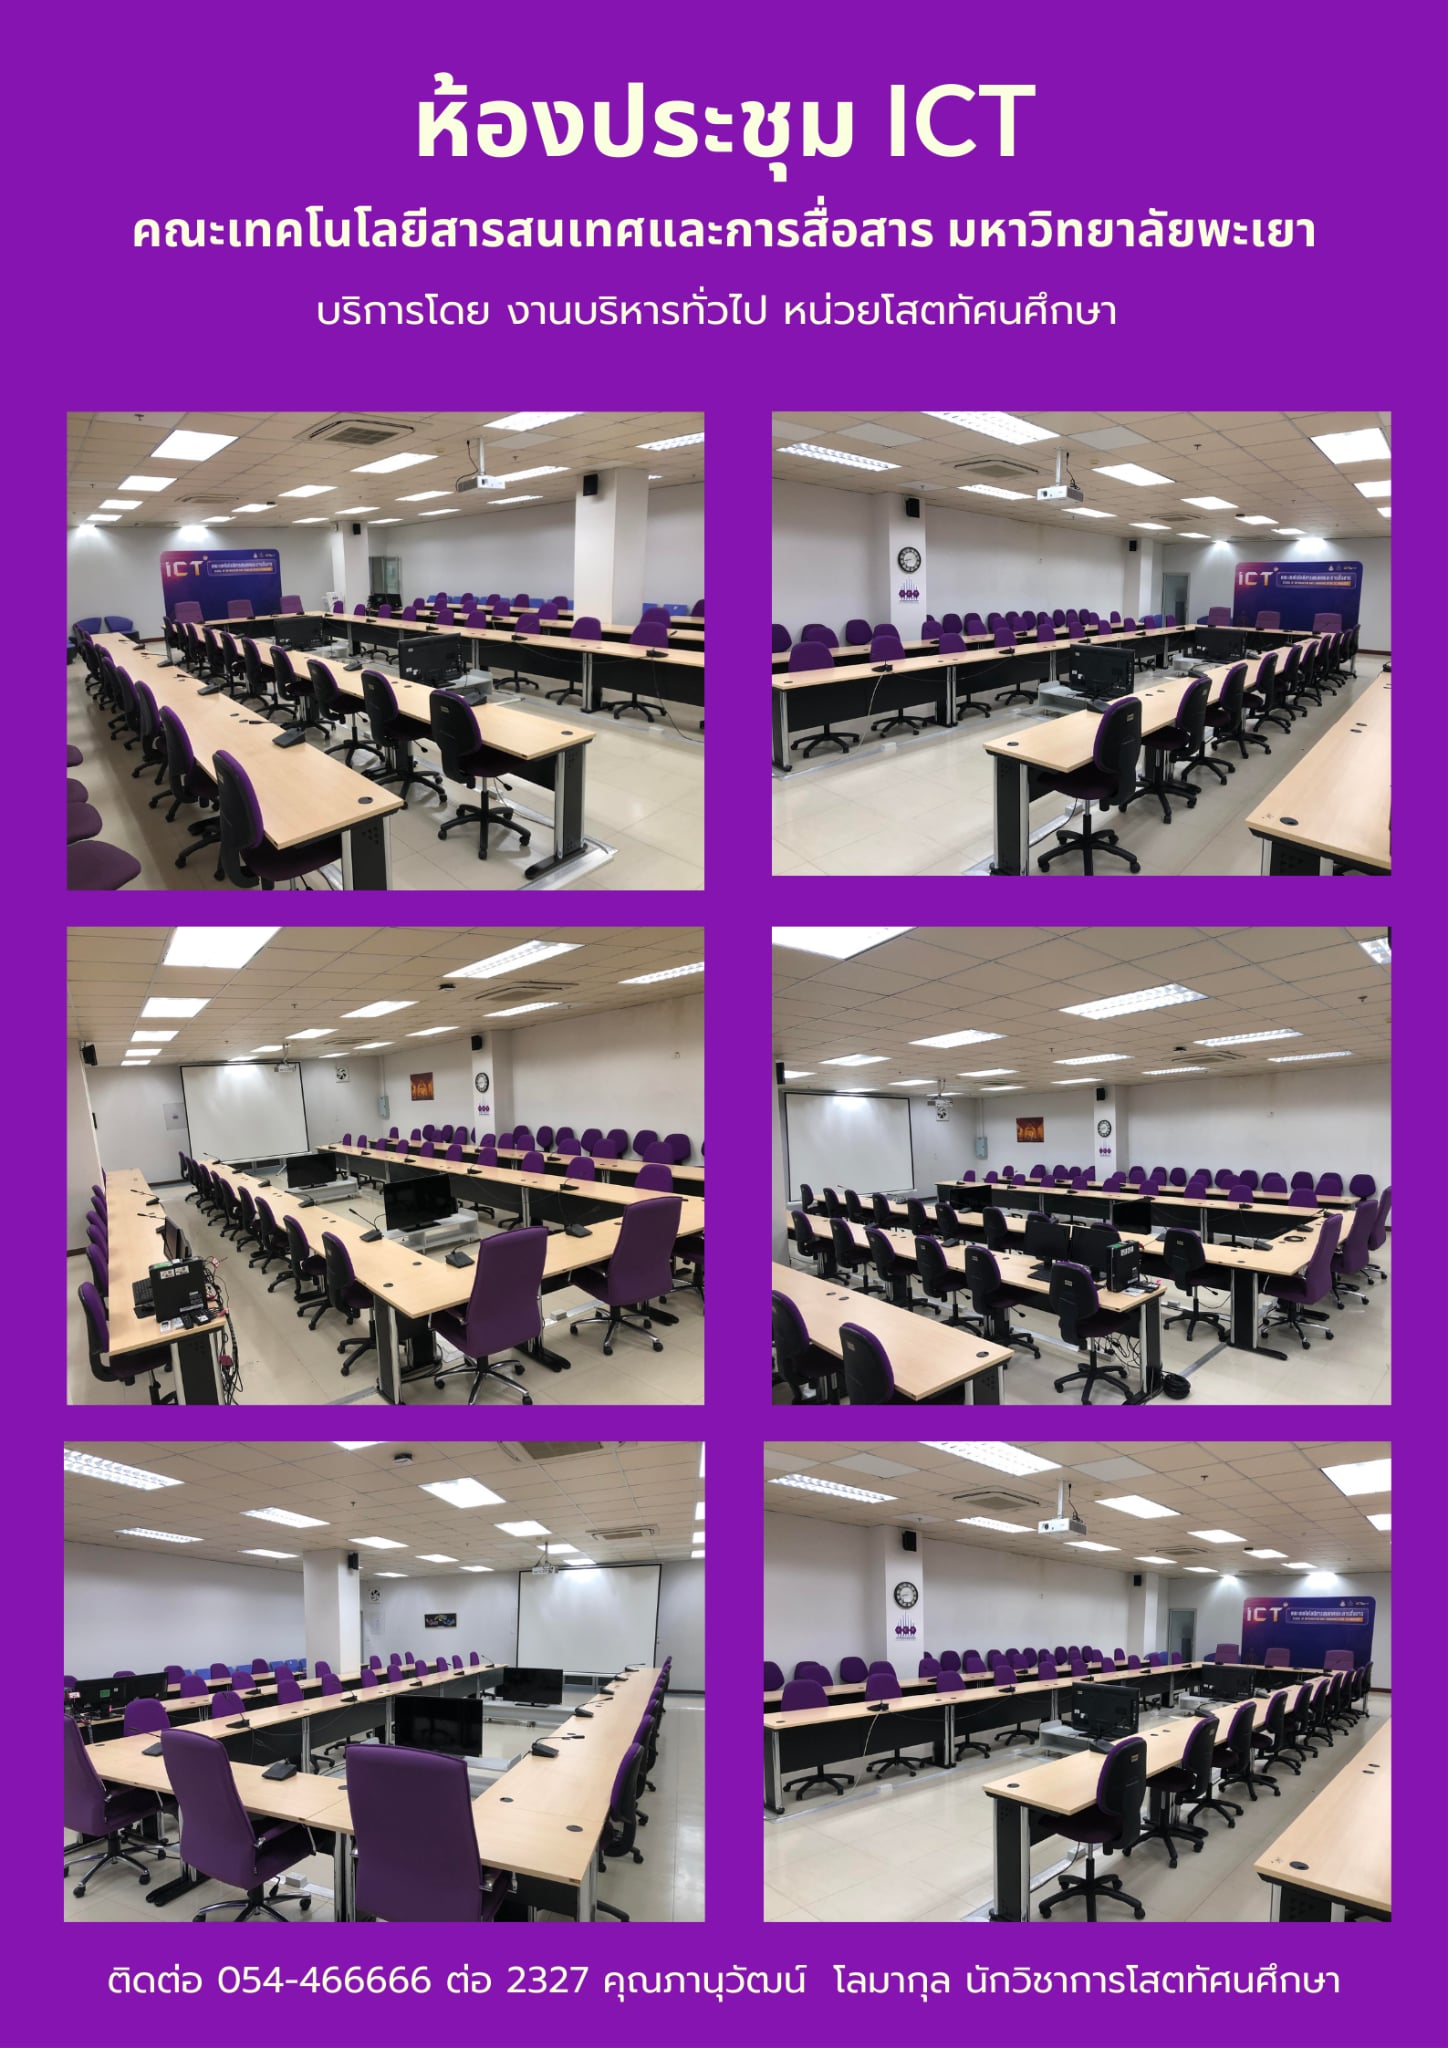 ห้องประชุม ICT
คณะเทคโนโลยีสารสนเทศและการสื่อสาร มหาวิทยาลัยพะเยา
บริการโดย งานบริหารทั่วไป หน่วยโสตทัศนศึกษา
ICT
ICT
ICT
ติดต่อ 054-466666 ต่อ 2327 คุณภานุวัฒน์ โลมากุล นักวิชาการโสตทัศนศึกษา